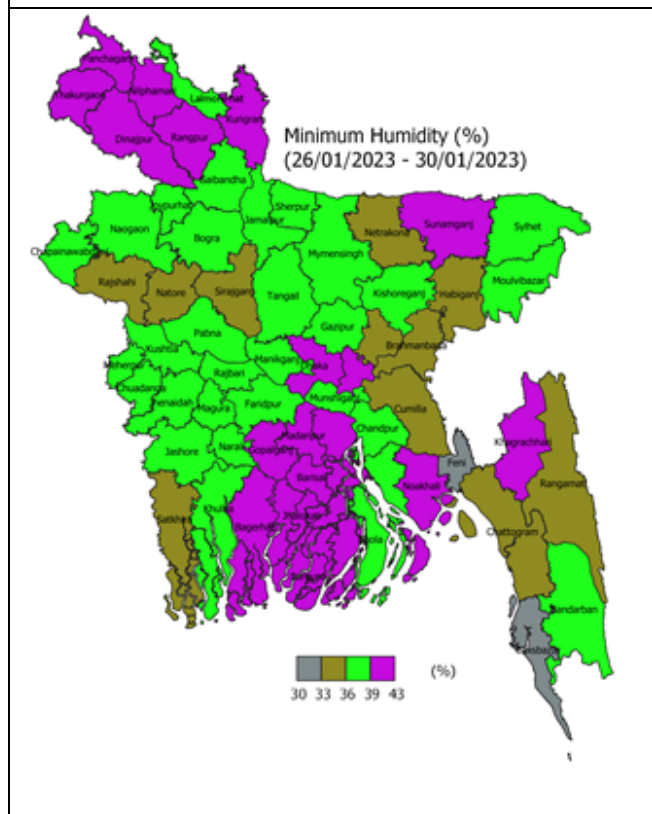 Panchagarh
Thakurgaon
Nilphamari
Lalmonirhat
Kurigram
Dinajpur
Rangpur
Minimum Humidity (%)
(26/01/2023 - 30/01/2023)
Gaibandha
Joypurhat
Sherpur
Naogaon
Jamalpur
Bogra
Netrakona
Sunamganj
Sylhet
Mymensingh
Chapainawabganj
Rajshahi
Natore
Sirajganj
Tangail
Kishoreganj
Habiganj
Moulvibazar
Gazipur
Pabna
Brahmanbaria
Kushtia
Meherpur
Manikganj
Dhaka
Rajbari
Chuadanga
Jhenaidah
Magura
Faridpur
Munshiganj
Cumilla
Chandpur
Jashore
Narail
Gopalganj
Madaripur
Khagrachhari
Feni
Barisal
Noakhali
Rangamati
Satkhira
Khulna
Bagerhat
Jhalokati
Chattogram
Bhola
Bandarban
Coxsbazar
(%)
30 33 36 39 43